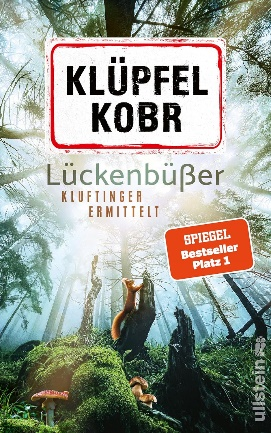 KLÜPFEL
KOBR
Lückenbüßer
KLUFTINGER
ERMITTELT
SPIEGEL
Bestseller
Platz 1
ullstein